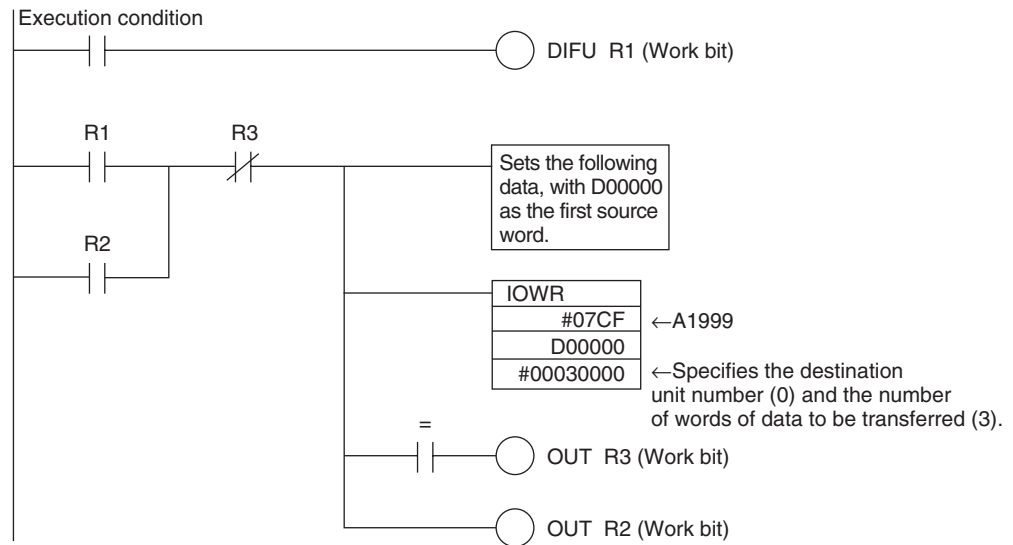 Execution condition
DIFU R1 (Work bit)
R1
R3
Sets the following
data, with D00000
as the first source
word.
R2
IOWR
#07CF ←A1999
D00000
#00030000 ←Specifies the destination
unit number (0) and the number
of words of data to be transferred (3).
=
OUT R3 (Work bit)
OUT R2 (Work bit)